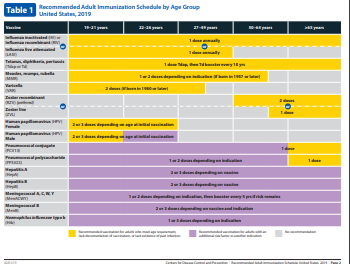 Table 1
Recommended Adult Immunization Schedule by Age Group
United States, 2019
Vaccine 19–21 years 22–26 years 27–49 years 50–64 years ≥65 years
Influenza inactivated (IIV) or
Influenza recombinant (RIV)
1 dose annually
or
Influenza live attenuated
(LAIV)
1 dose annually
Tetanus, diphtheria, pertussis
(Tdap or Td)
1 dose Tdap, then Td booster every 10 yrs
Measles, mumps, rubella
(MMR)
1 or 2 doses depending on indication (if born in 1957 or later)
Varicella
(VAR)
2 doses (if born in 1980 or later)
Zoster recombinant
(RZV) (preferred)
2 doses
or
Zoster live
(ZVL)
1 dose
Human papillomavirus (HPV)
Female
2 or 3 doses depending on age at initial vaccination
Human papillomavirus (HPV)
Male
2 or 3 doses depending on age at initial vaccination
Pneumococcal conjugate
(PCV13)
1 dose
Pneumococcal polysaccharide
(PPSV23)
1 or 2 doses depending on indication 1 dose
Hepatitis A
(HepA)
2 or 3 doses depending on vaccine
Hepatitis B
(HepB)
2 or 3 doses depending on vaccine
Meningococcal A, C, W, Y
(MenACWY)
1 or 2 doses depending on indication, then booster every 5 yrs if risk remains
Meningococcal B
(MenB)
2 or 3 doses depending on vaccine and indication
Haemophilus influenzae type b
(Hib)
1 or 3 doses depending on indication
Recommended vaccination for adults who meet age requirement,
lack documentation of vaccination, or lack evidence of past infection
Recommended vaccination for adults with an
additional risk factor or another indication
No recommendation
Centers for Disease Control and Prevention | Recommended Adult Immunization Schedule, United States, 2019 | Page 2